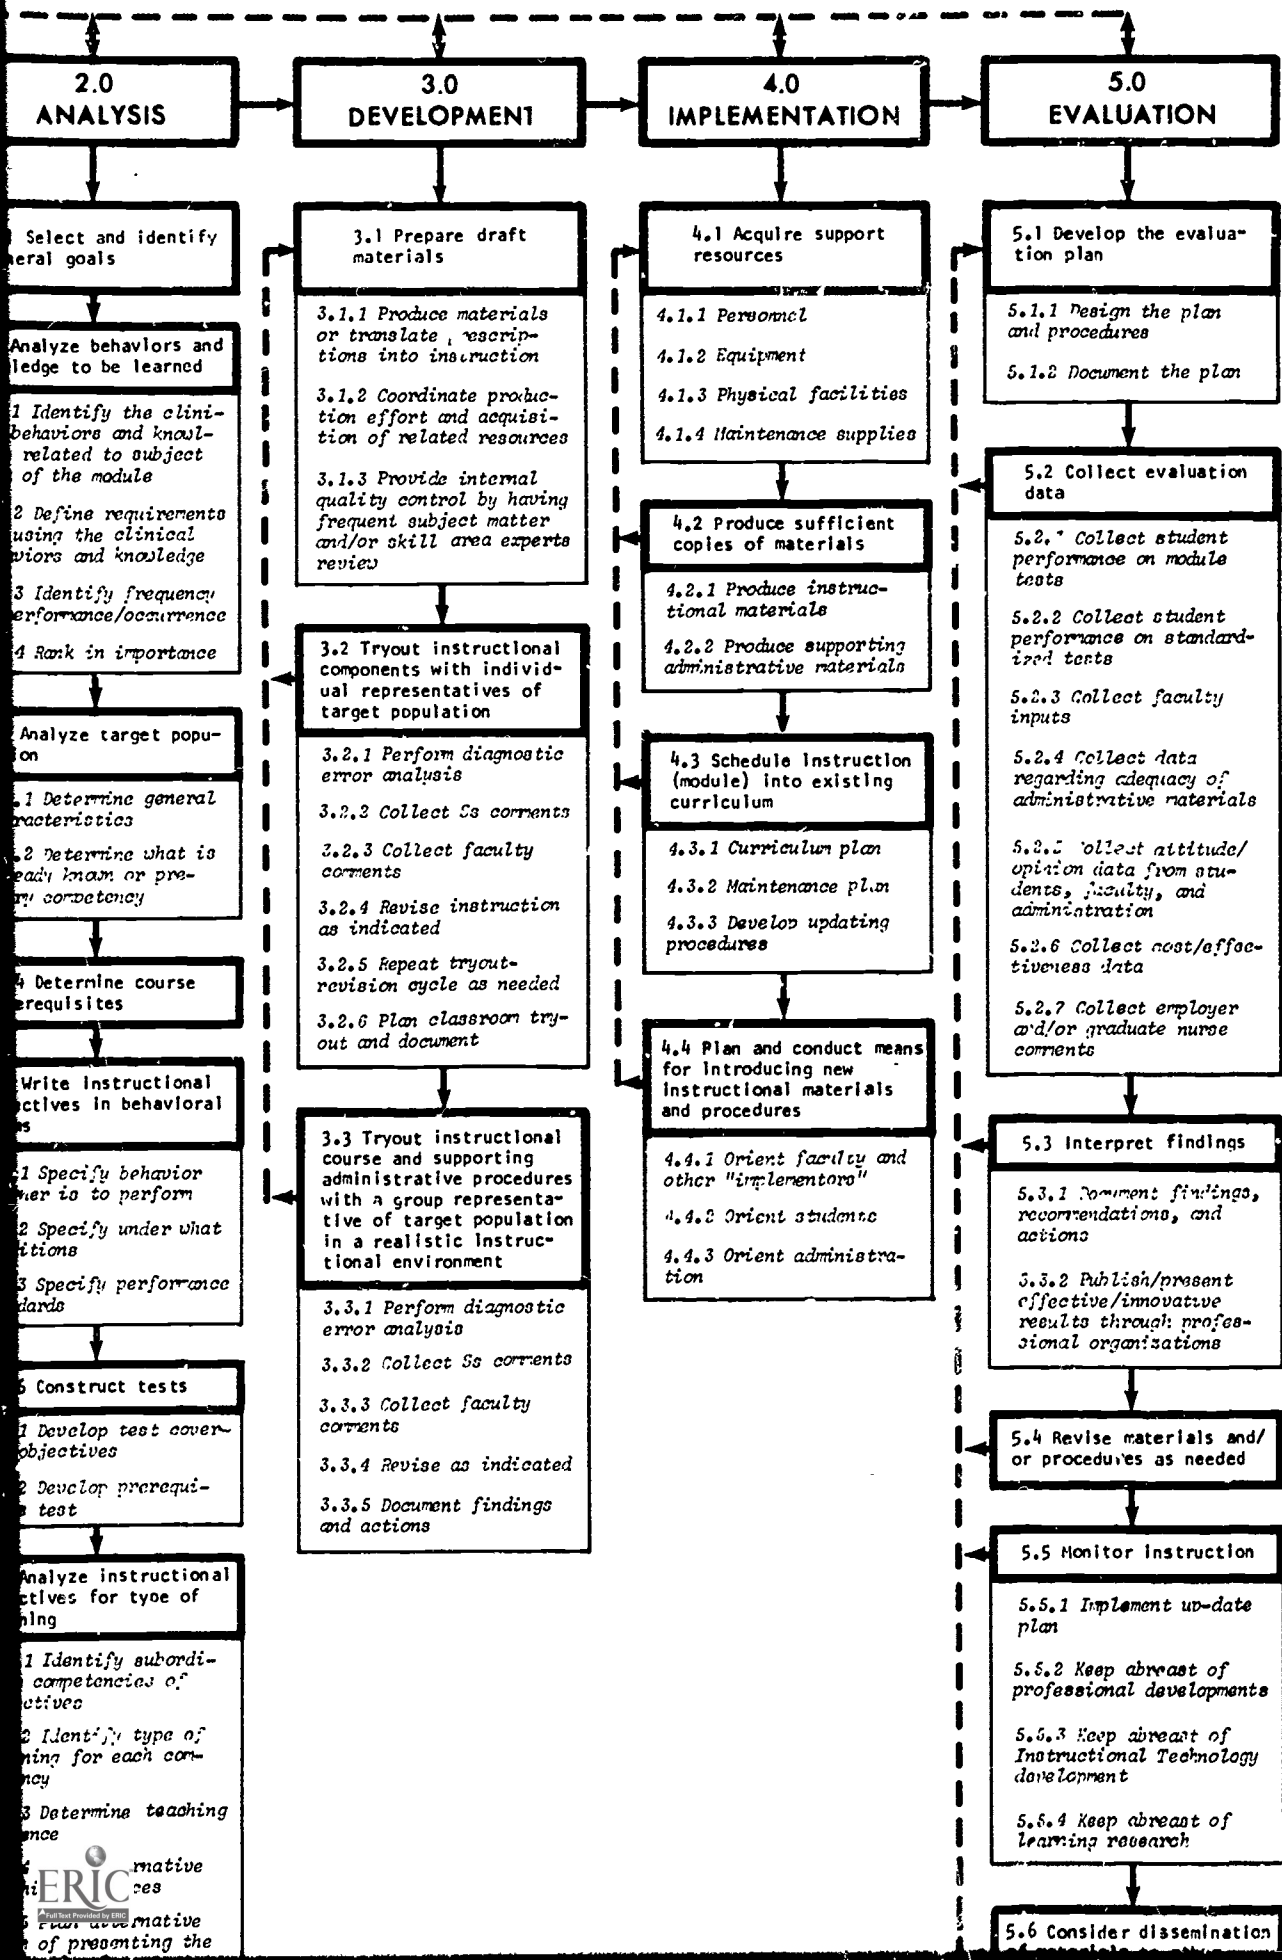 2.0
ANALYSIS
Select and identify
eral goals
Analyze behaviors and
ledge to be learned
1 Identify the clini-
behaviors and knowl-
related to subject
of the module
2 Define requirements
using the clinical
viors and knowledge
3 Identify frequency
erformance/occurrence
4 Rank in importance
Analyze target popu-
on
.1 Determine general
racteristics
.2 Determine what is
eady known or pre-
ry competency
4 Determine course
erequisites
Write instructional
ctives in behavioral
s
1 Specify behavior
ner is to perform
2 Specify under what
itions
3 Specify performance
dards
6 Construct tests
1 Develop test cover-
objectives
2 Develop prerequi-
test
Analyze instructional
ctives for type of
ning
1 Identify subordi-
competencies of
ctives
2 Identify type of
ning for each com-
ncy
3 Determine teaching
ence
rnative
ces
ERIC
Full Text Provided by ERIC
Plan alternative
of presenting the
3.0
DEVELOPMENT
3.1 Prepare draft
materials
3.1.1 Produce materials
or translate rescrip-
tions into instruction
3.1.2 Coordinate produc-
tion effort and acquisi-
tion of related resources
3.1.3 Provide internal
quality control by having
frequent subject matter
and/or skill area experts
review
3.2 Tryout instructional
components with individ-
ual representatives of
target population
3.2.1 Perform diagnostic
error analysis
3.2.2 Collect Ss comments
3.2.3 Collect faculty
comments
3.2.4 Revise instruction
as indicated
3.2.5 Repeat tryout-
revision cycle as needed
3.2.6 Plan classroom try-
out and document
3.3 Tryout instructional
course and supporting
administrative procedures
with a group representa-
tive of target population
in a realistic instruc-
tional environment
3.3.1 Perform diagnostic
error analysis
3.3.2 Collect Ss comments
3.3.3 Collect faculty
comments
3.3.4 Revise as indicated
3.3.5 Document findings
and actions
4.0
IMPLEMENTATION
4.1 Acquire support
resources
4.1.1 Personnel
4.1.2 Equipment
4.1.3 Physical facilities
4.1.4 Maintenance supplies
4.2 Produce sufficient
copies of materials
4.2.1 Produce instruc-
tional materials
4.2.2 Produce supporting
administrative materials
4.3 Schedule instruction
(module) into existing
curriculum
4.3.1 Curriculum plan
4.3.2 Maintenance plan
4.3.3 Develop updating
procedures
4.4 Plan and conduct means
for introducing new
instructional materials
and procedures
4.4.1 Orient faculty and
other "implementors"
4.4.2 Orient students
4.4.3 Orient administra-
tion
5.0
EVALUATION
5.1 Develop the evalua-
tion plan
5.1.1 Design the plan
and procedures
5.1.2 Document the plan
5.2 Collect evaluation
data
5.2.1 Collect student
performance on module
tests
5.2.2 Collect student
performance on standard-
ized tests
5.2.3 Collect faculty
inputs
5.2.4 Collect data
regarding adequacy of
administrative materials
5.2.5 Collect attitude/
opinion data from stu-
dents, faculty, and
administration
5.2.6 Collect cost/effec-
tiveness data
5.2.7 Collect employer
and/or graduate nurse
comments
5.3 Interpret findings
5.3.1 Document findings,
recommendations, and
actions
5.3.2 Publish/present
effective/innovative
results through profes-
sional organizations
5.4 Revise materials and/
or procedures as needed
5.5 Monitor instruction
5.5.1 Implement up-date
plan
5.5.2 Keep abreast of
professional developments
5.5.3 Keep abreast of
Instructional Technology
development
5.5.4 Keep abreast of
learning research
5.6 Consider dissemination